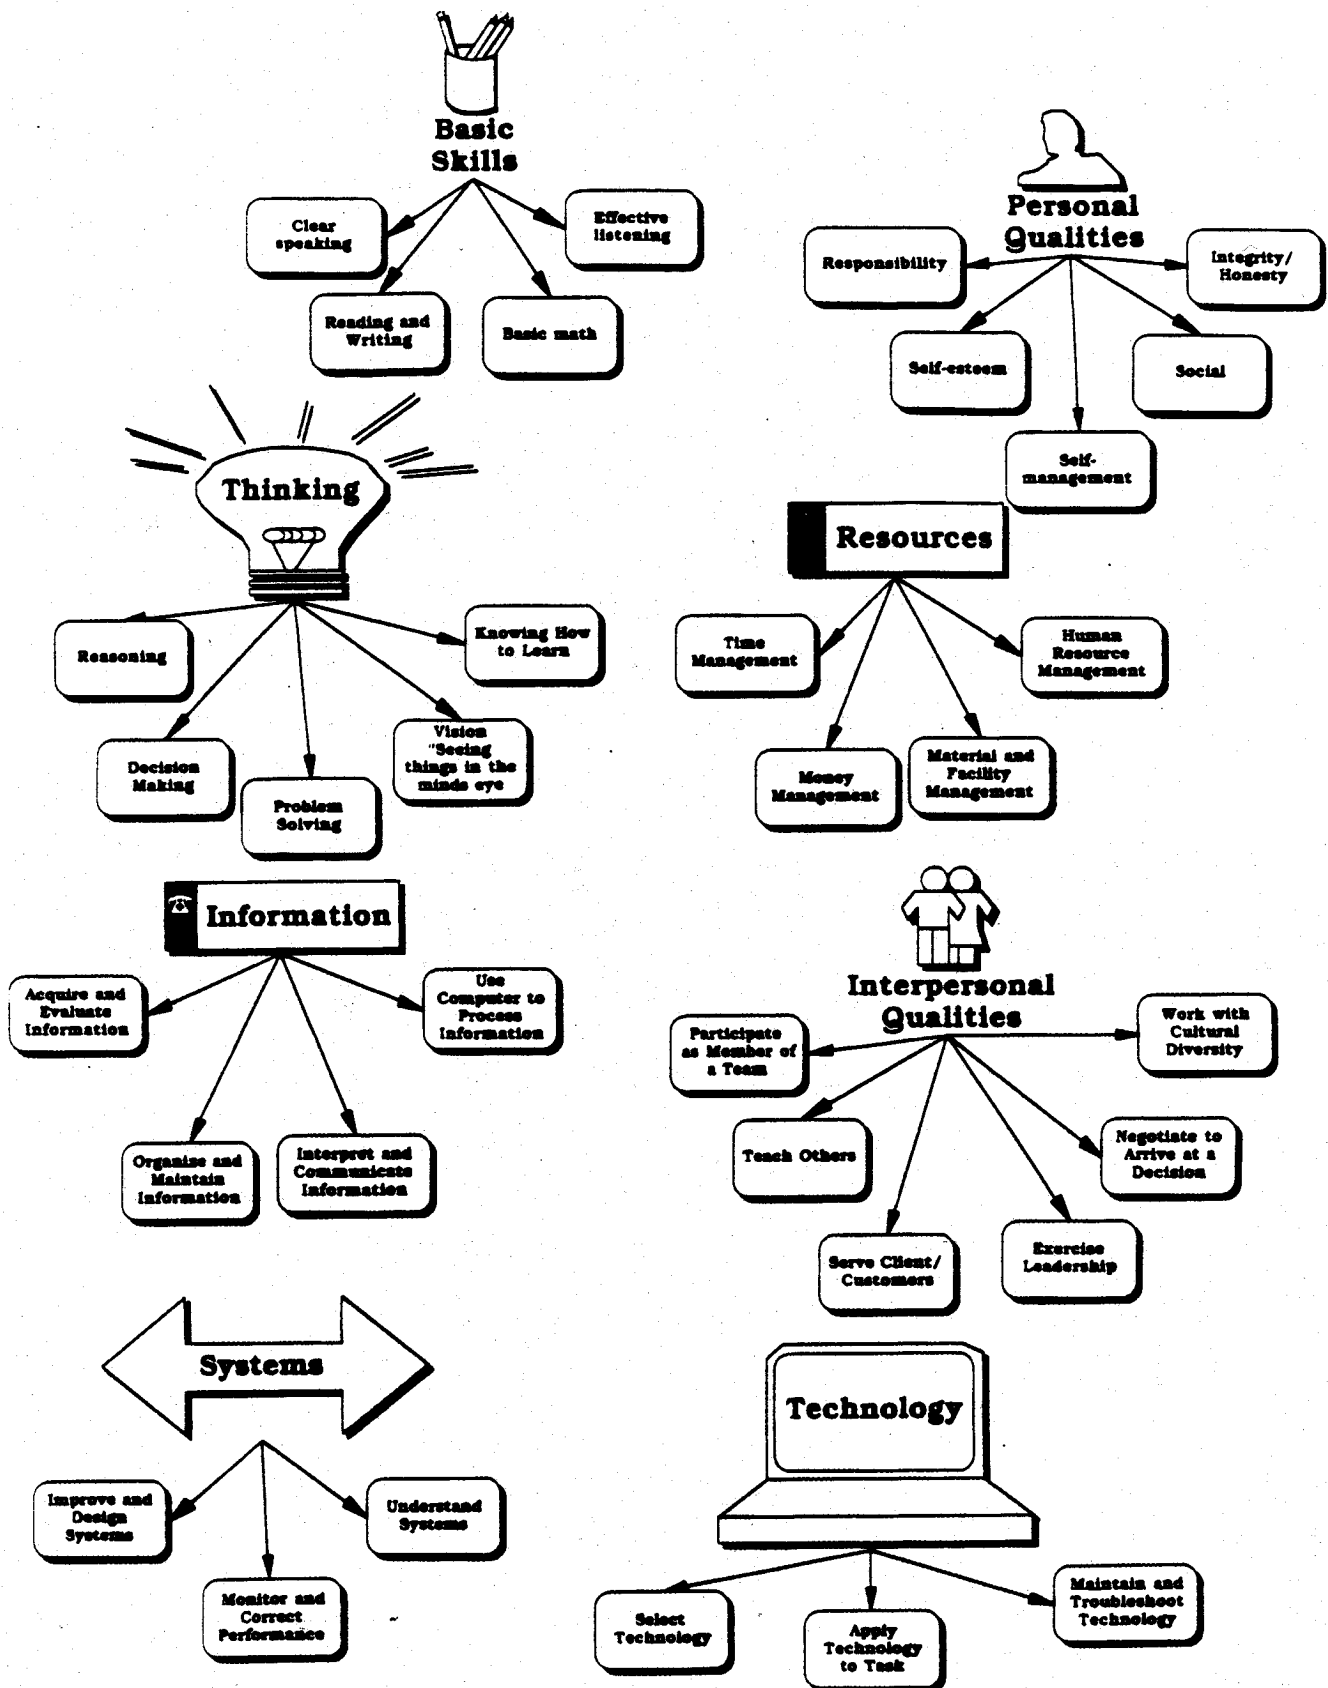 Basic
Skills
Clear
speaking
Effective
listening
Reading and
Writing
Basic math
Personal
Qualities
Responsibility
Integrity/
Honesty
Self-esteem
Social
Self-
management
Thinking
Reasoning
Knowing How
to Learn
Decision
Making
Vision
"Seeing
things in the
minds eye
Problem
Solving
Resources
Time
Management
Human
Resource
Management
Money
Management
Material and
Facility
Management
Information
Acquire and
Evaluate
Information
Use
Computer to
Process
Information
Organize and
Maintain
Information
Interpret and
Communicate
Information
Interpersonal
Qualities
Participate
as Member of
a Team
Work with
Cultural
Diversity
Teach Others
Negotiate to
Arrive at a
Decision
Serve Client/
Customers
Exercise
Leadership
Systems
Improve and
Design
Systems
Understand
Systems
Monitor and
Correct
Performance
Technology
Select
Technology
Apply
Technology
to Task
Maintain and
Troubleshoot
Technology